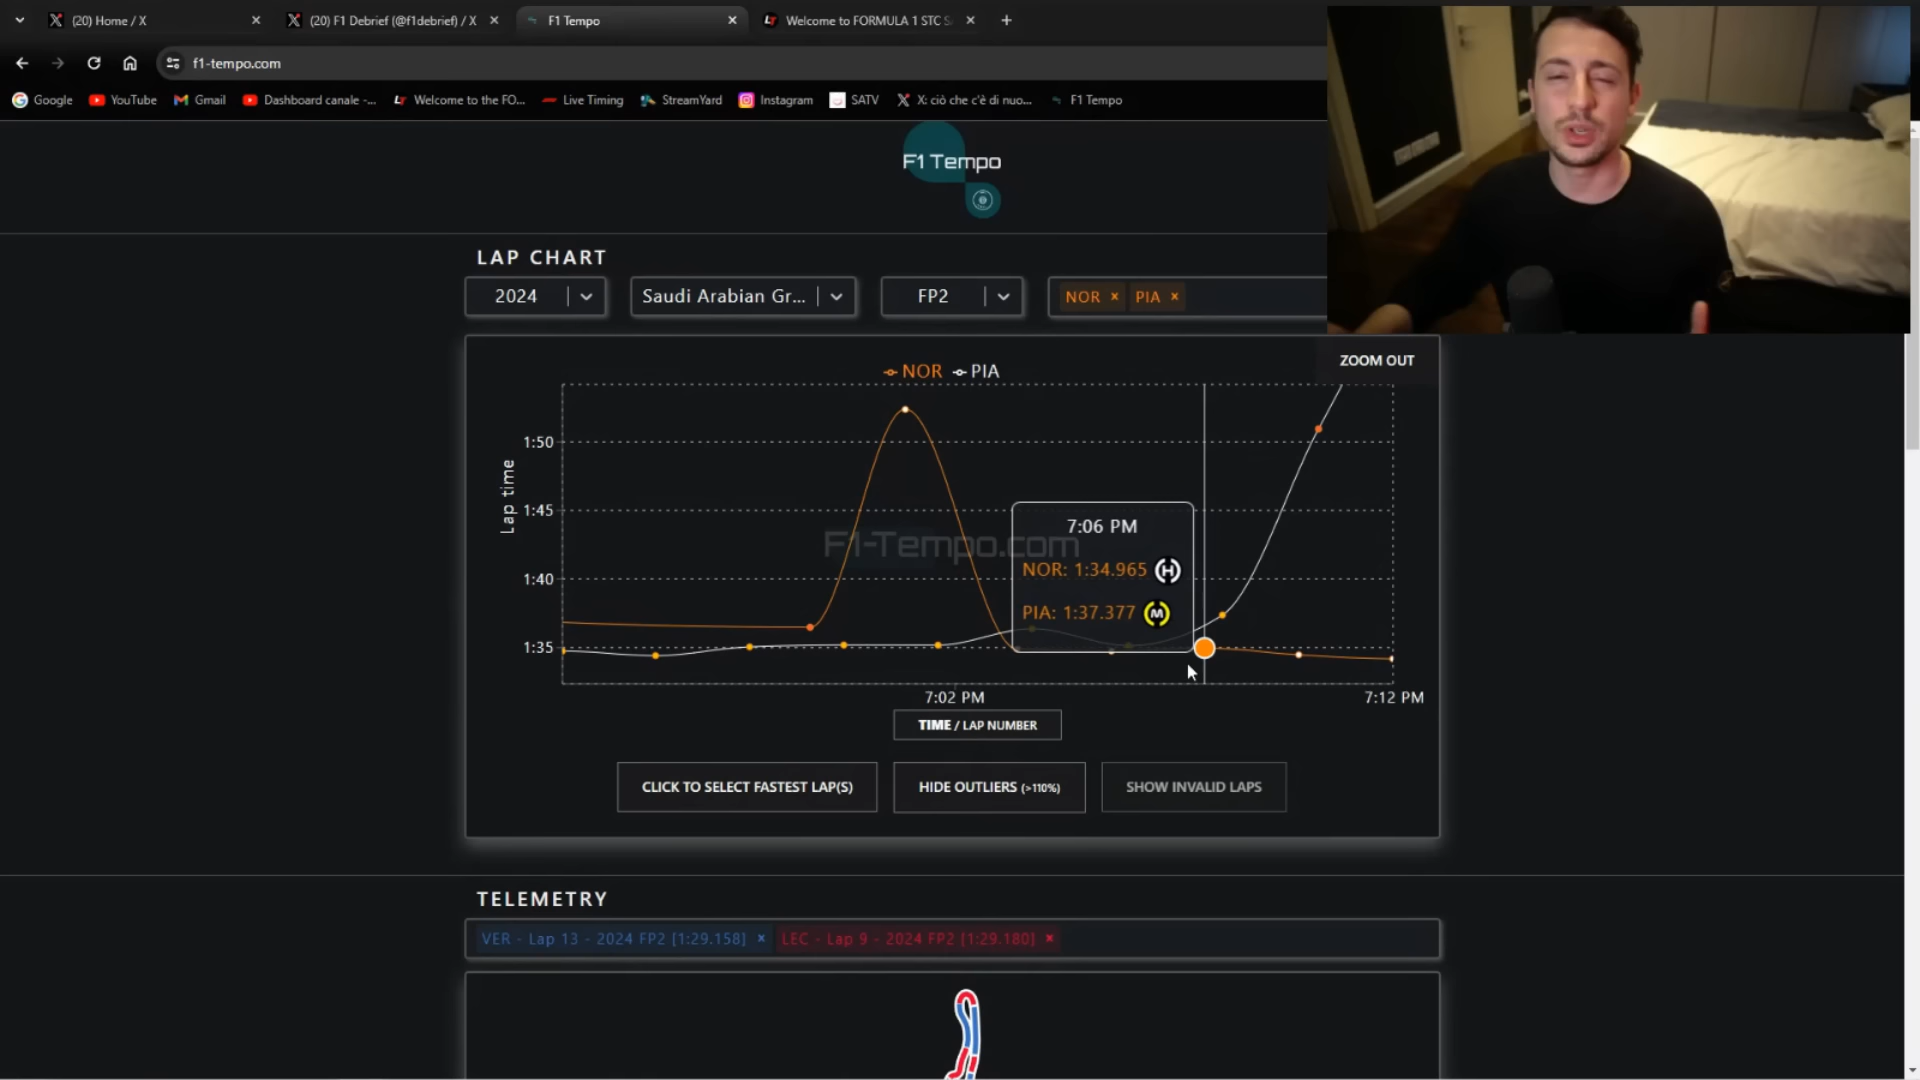 (20) Home / X
(20) F1 Debrief (@f1debrief) / X
F1 Tempo
Welcome to FORMULA 1 STC S
f1-tempo.com
Google
YouTube
Gmail
Dashboard canale -...
Welcome to the FO...
Live Timing
StreamYard
Instagram
SATV
X: ciò che c'è di nuo...
F1 Tempo
F1 Tempo
LAP CHART
2024
Saudi Arabian Gr...
FP2
NOR ×
PIA ×
ZOOM OUT
NOR
PIA
Lap time
1:50
1:45
1:40
1:35
F1-Tempo.com
7:06 PM
NOR: 1:34.965 H
PIA: 1:37.377 M
7:02 PM
7:12 PM
TIME / LAP NUMBER
CLICK TO SELECT FASTEST LAP(S)
HIDE OUTLIERS (>110%)
SHOW INVALID LAPS
TELEMETRY
VER - Lap 13 - 2024 FP2 [1:29.158] ×
LEC - Lap 9 - 2024 FP2 [1:29.180] ×